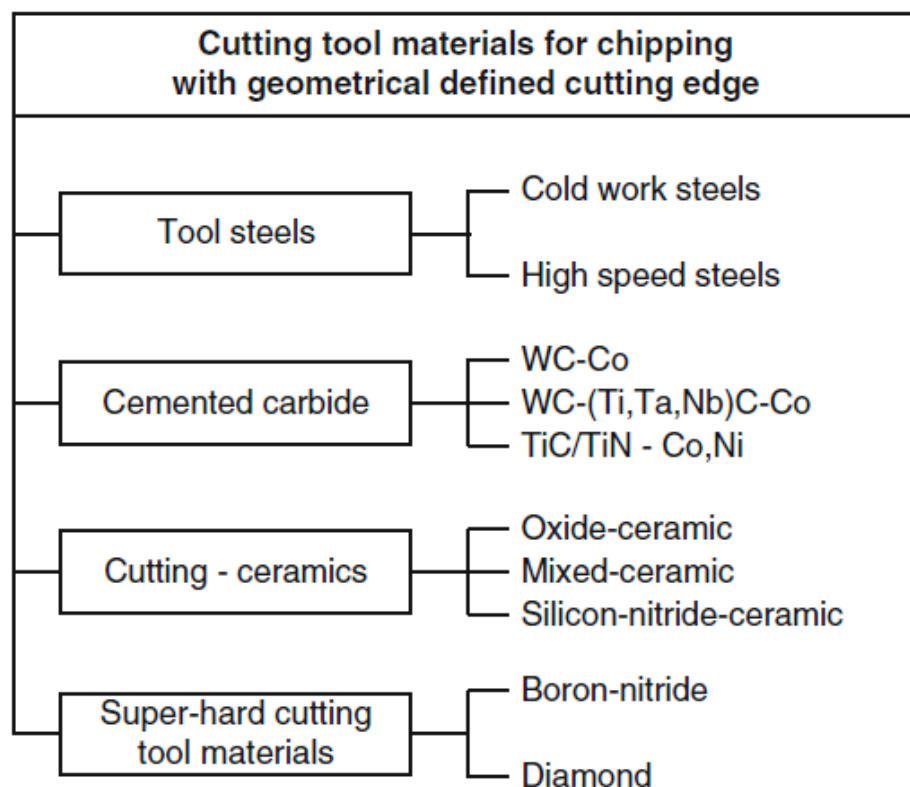 Cutting tool materials for chipping
with geometrical defined cutting edge
Tool steels
Cold work steels
High speed steels
Cemented carbide
WC-Co
WC-(Ti,Ta,Nb)C-Co
TiC/TiN - Co,Ni
Cutting - ceramics
Oxide-ceramic
Mixed-ceramic
Silicon-nitride-ceramic
Super-hard cutting
tool materials
Boron-nitride
Diamond